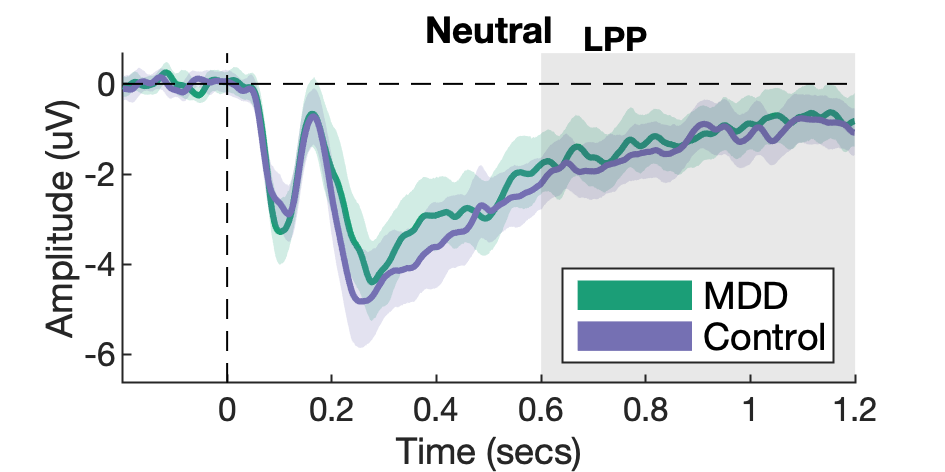 Neutral LPP
0
-2
-4
-6
Amplitude (uV)
MDD
Control
0 0.2 0.4 0.6 0.8 1 1.2
Time (secs)